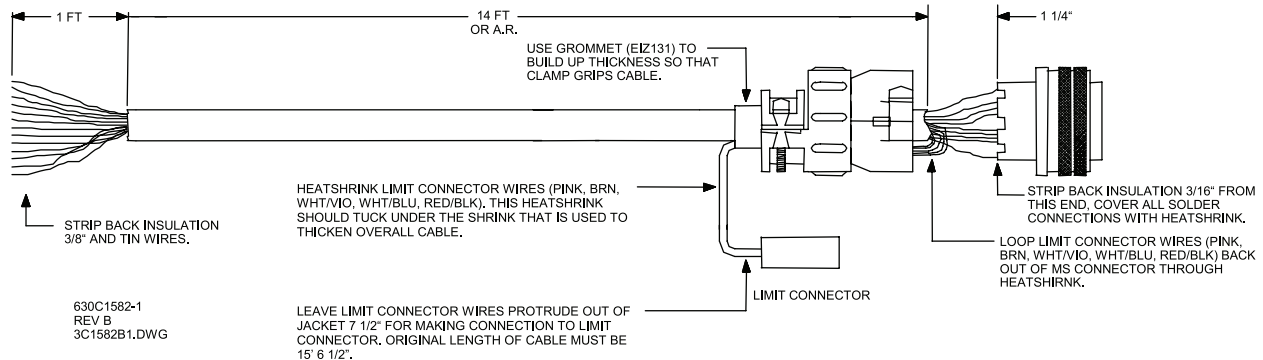 1 FT
14 FT
OR A.R.
1 1/4"
USE GROMMET (EIZ131) TO
BUILD UP THICKNESS SO THAT
CLAMP GRIPS CABLE.
HEATSHRINK LIMIT CONNECTOR WIRES (PINK, BRN,
WHT/VIO, WHT/BLU, RED/BLK). THIS HEATSHRINK
SHOULD TUCK UNDER THE SHRINK THAT IS USED TO
THICKEN OVERALL CABLE.
STRIP BACK INSULATION
3/8" AND TIN WIRES.
STRIP BACK INSULATION 3/16" FROM
THIS END, COVER ALL SOLDER
CONNECTIONS WITH HEATSHRINK.
LOOP LIMIT CONNECTOR WIRES (PINK,
BRN, WHT/VIO, WHT/BLU, RED/BLK) BACK
OUT OF MS CONNECTOR THROUGH
HEATSHIRNK.
LIMIT CONNECTOR
630C1582-1
REV B
3C1582B1.DWG
LEAVE LIMIT CONNECTOR WIRES PROTRUDE OUT OF
JACKET 7 1/2" FOR MAKING CONNECTION TO LIMIT
CONNECTOR. ORIGINAL LENGTH OF CABLE MUST BE
15' 6 1/2".